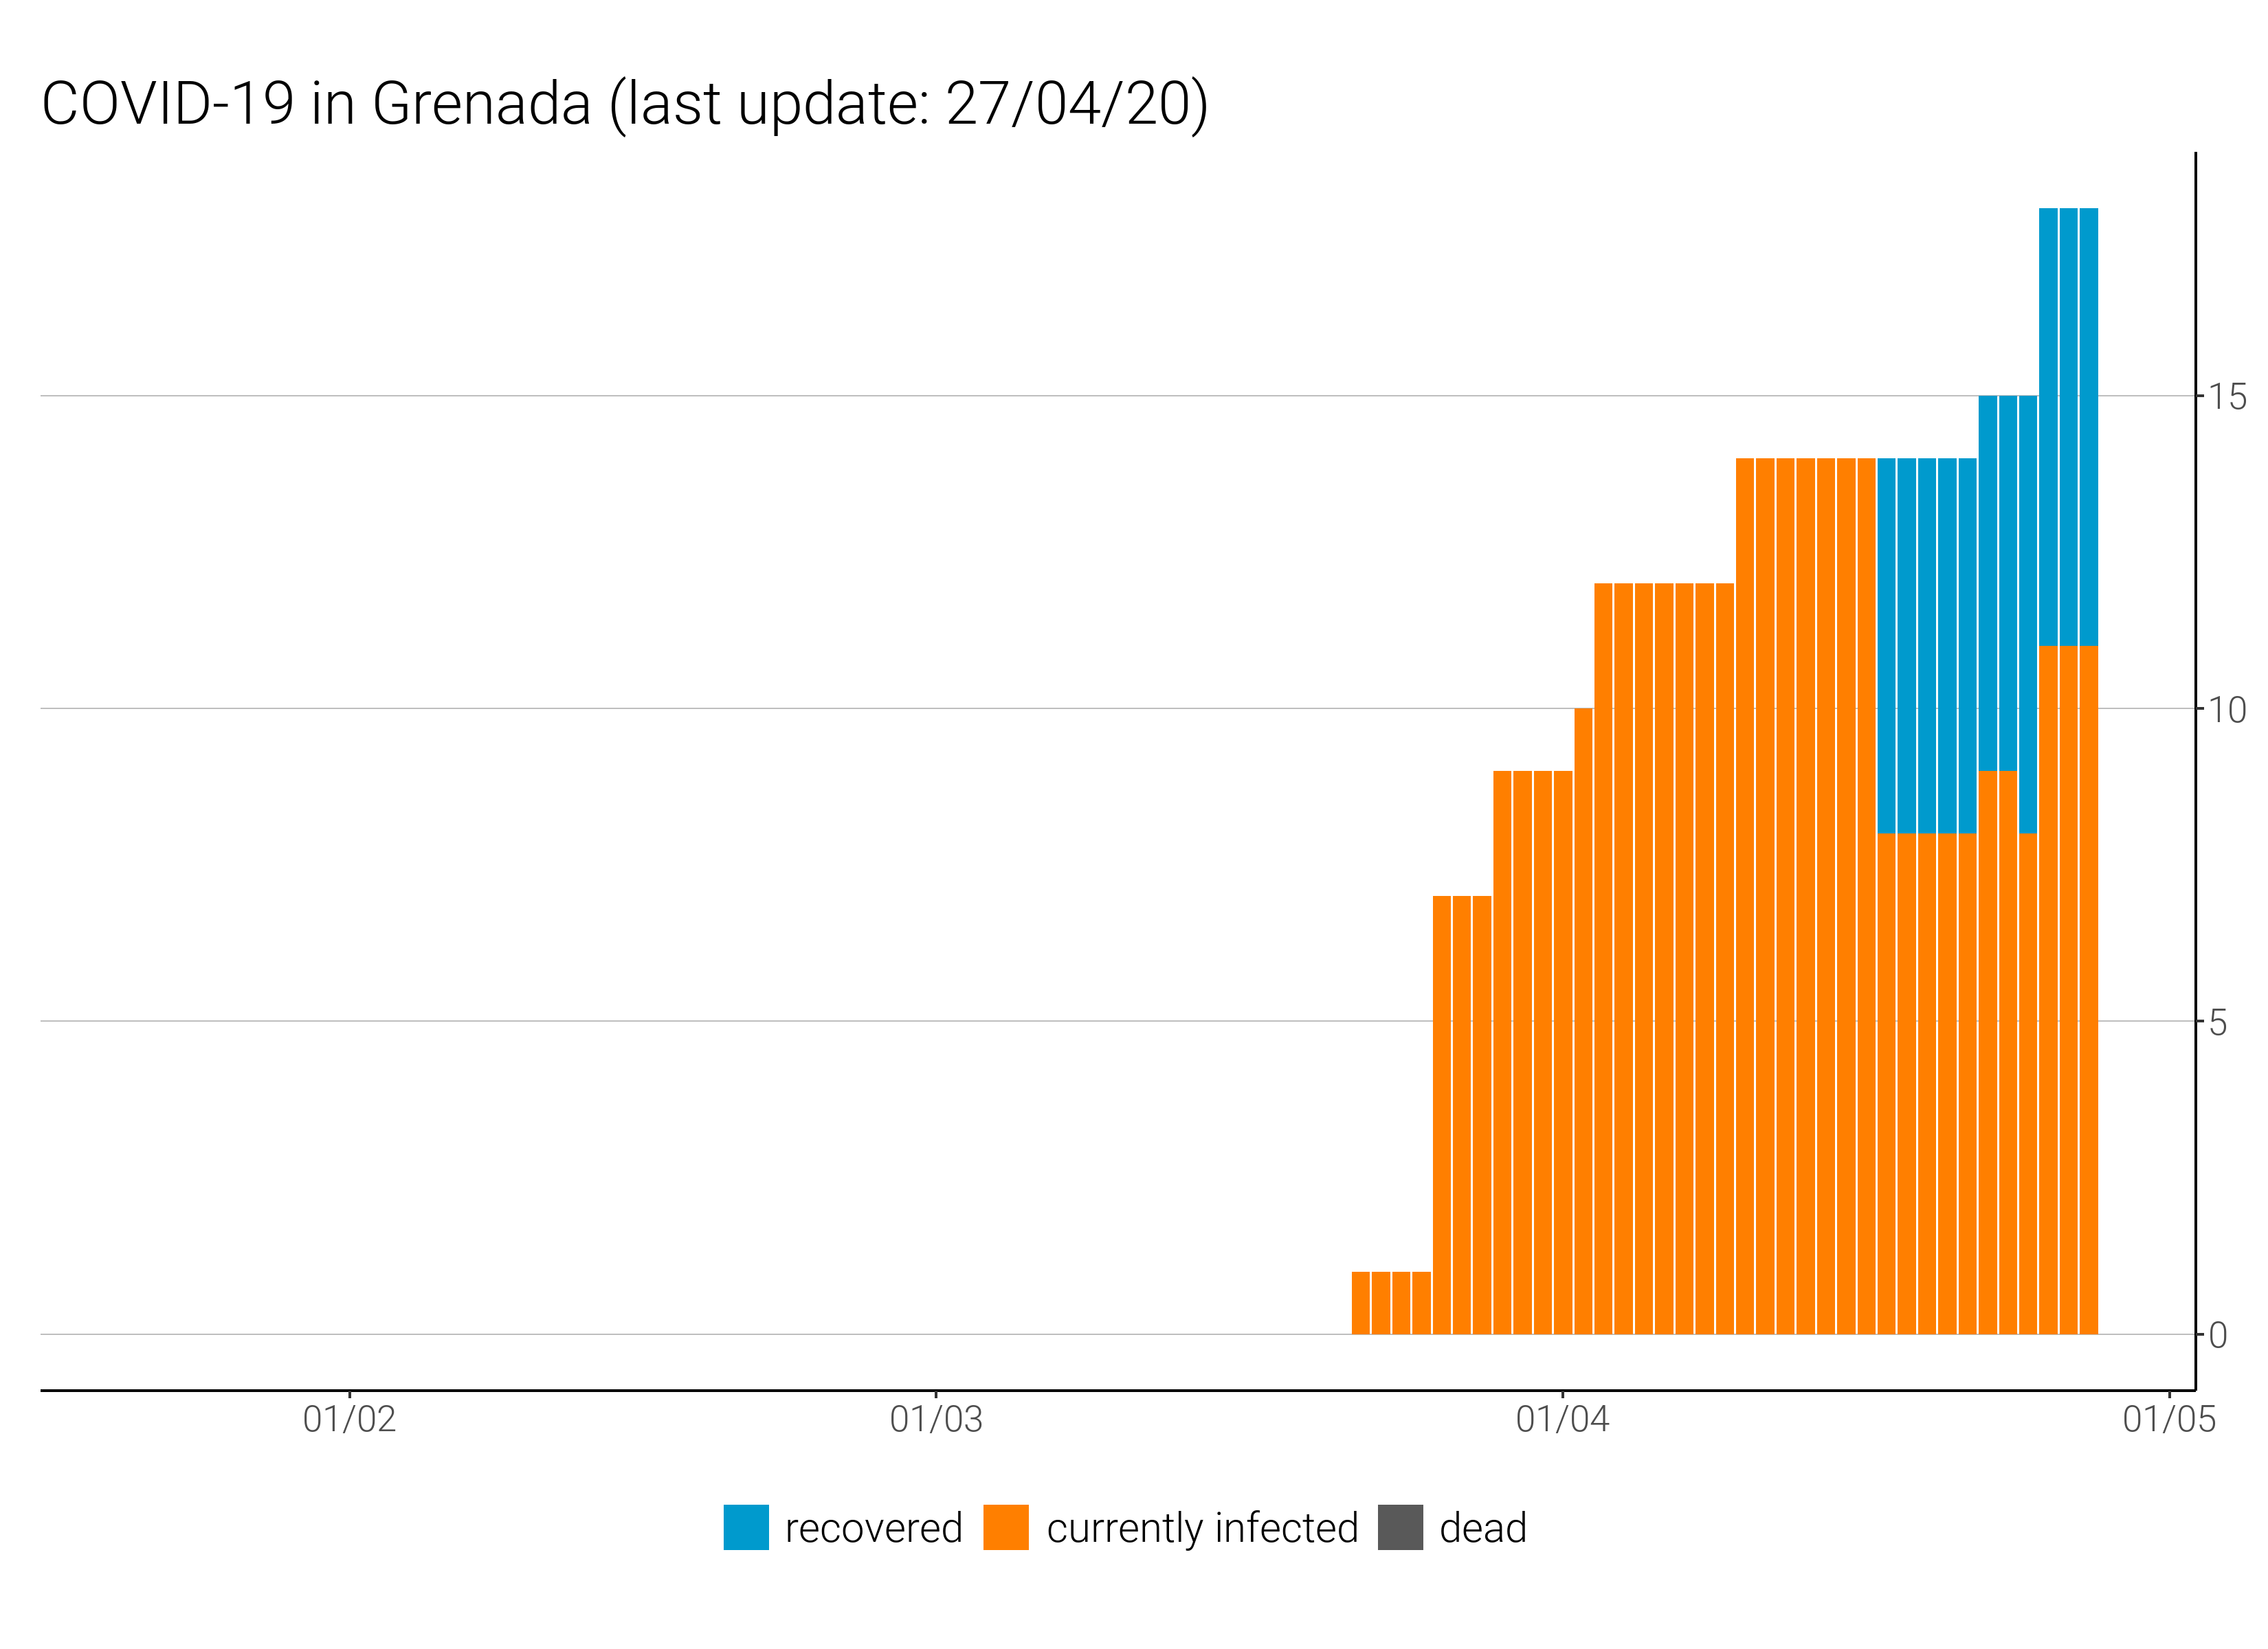 COVID-19 in Grenada (last update: 27/04/20)
15
10
5
0
01/02 01/03 01/04 01/05
recovered currently infected dead